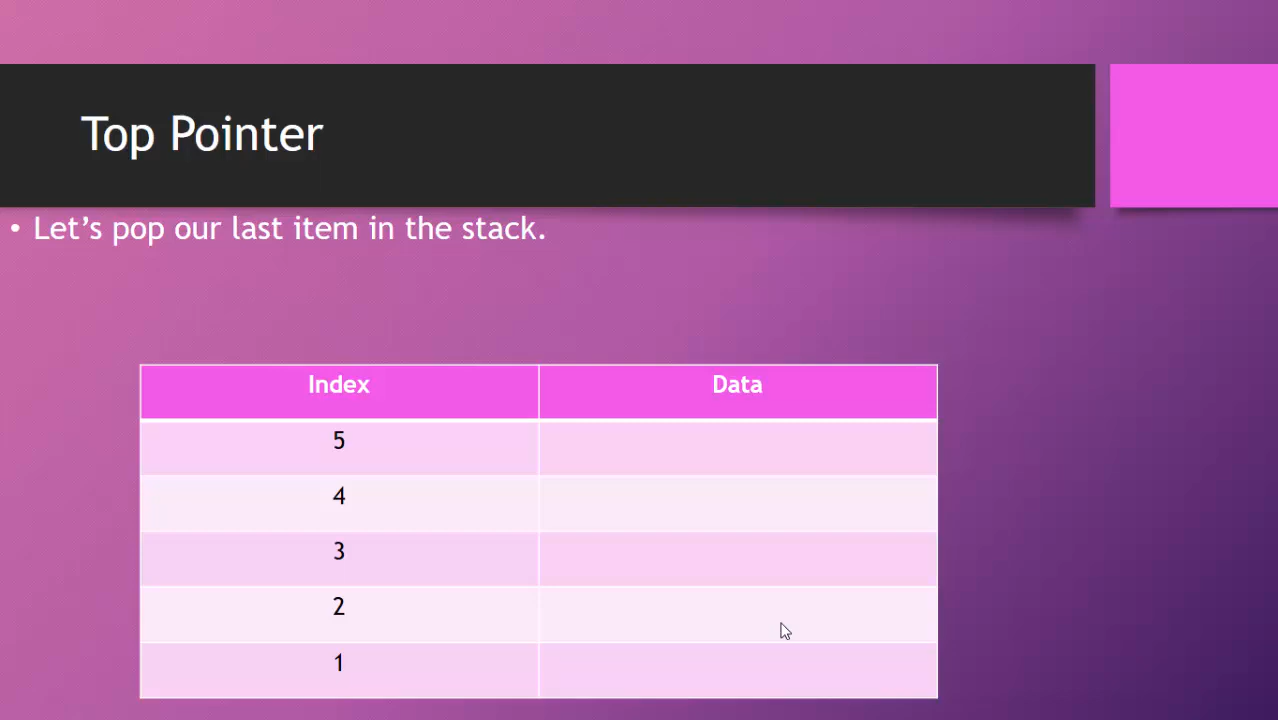 Top Pointer
• Let’s pop our last item in the stack.
Index Data
5
4
3
2
1